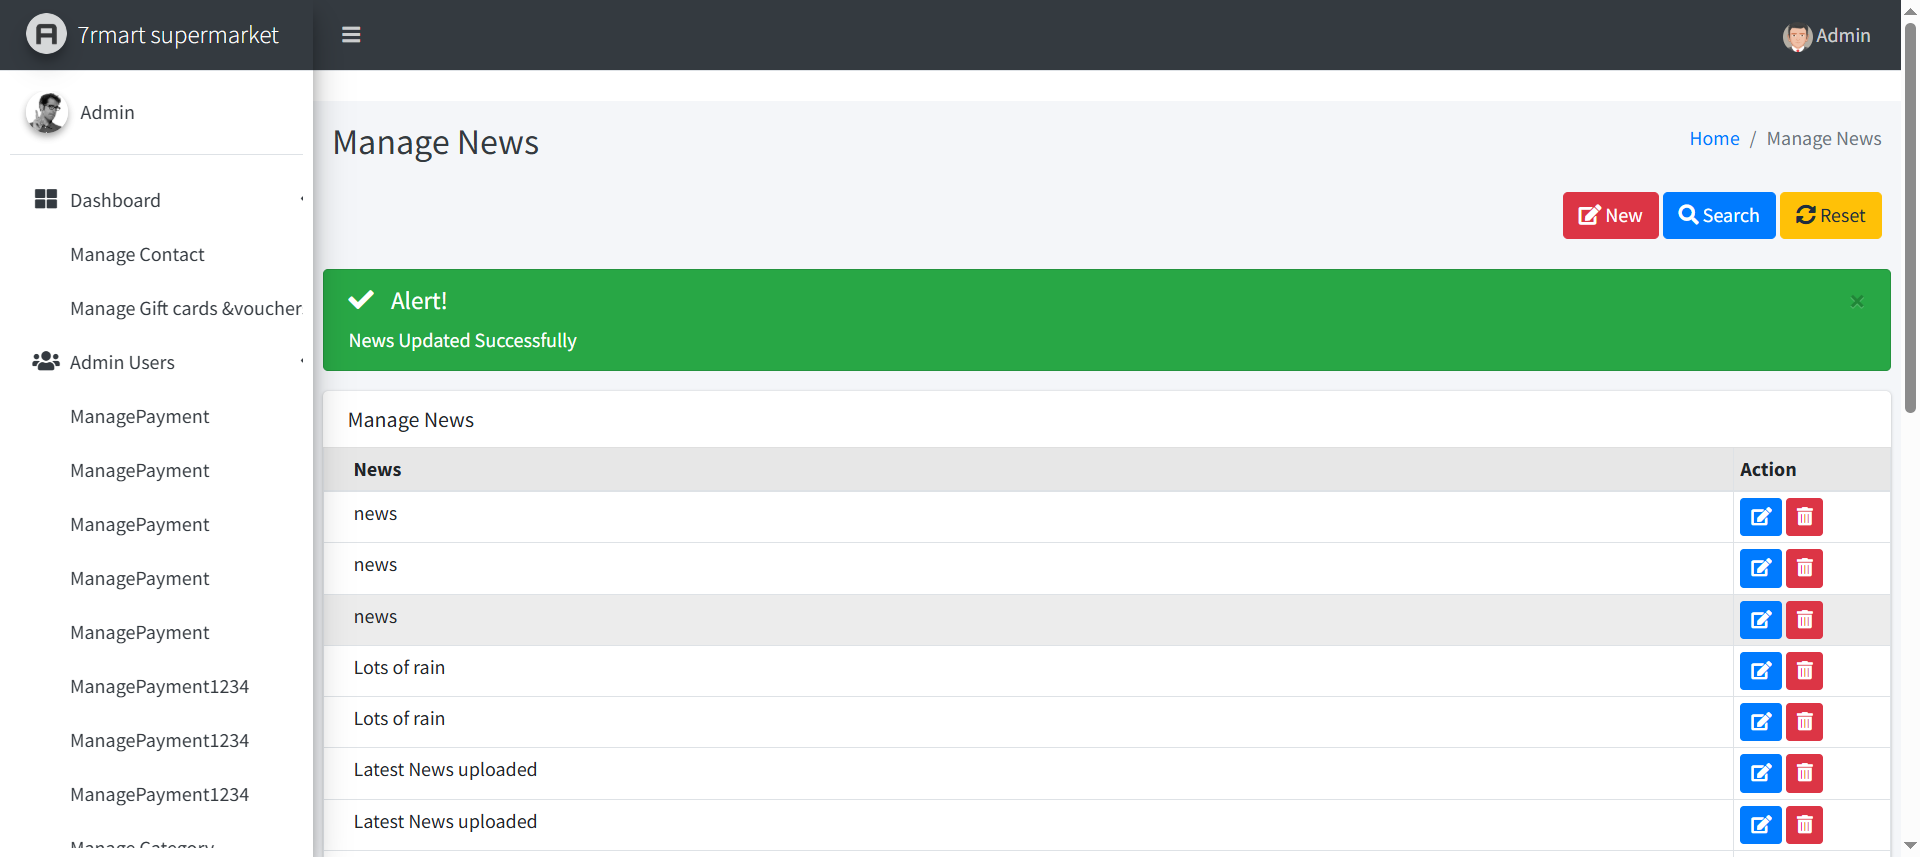 7rmart supermarket
Admin
Admin
Manage News
Home / Manage News
Dashboard
Manage Contact
Manage Gift cards &voucher
Admin Users
ManagePayment
ManagePayment
ManagePayment
ManagePayment
ManagePayment
ManagePayment1234
ManagePayment1234
ManagePayment1234
Manage Category
New
Search
Reset
Alert!
×
News Updated Successfully
Manage News
News Action
news
news
news
Lots of rain
Lots of rain
Latest News uploaded
Latest News uploaded